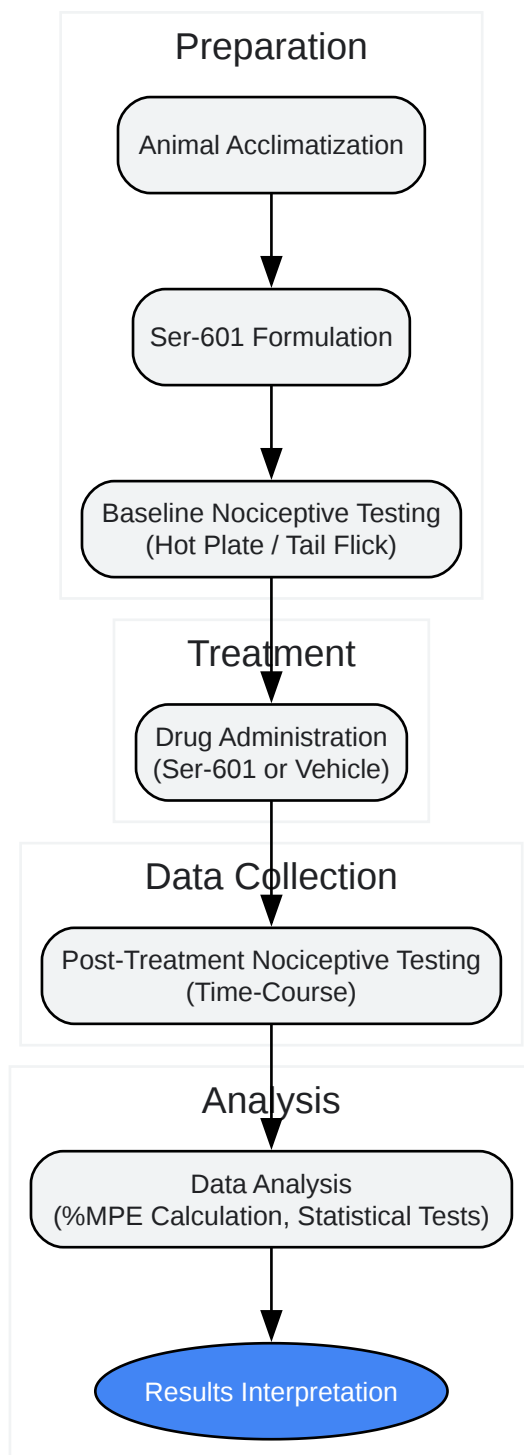 Preparation
Animal Acclimatization
Ser-601 Formulation
Baseline Nociceptive Testing
(Hot Plate / Tail Flick)
Treatment
Drug Administration
(Ser-601 or Vehicle)
Data Collection
Post-Treatment Nociceptive Testing
(Time-Course)
Analysis
Data Analysis
(%MPE Calculation, Statistical Tests)
Results Interpretation